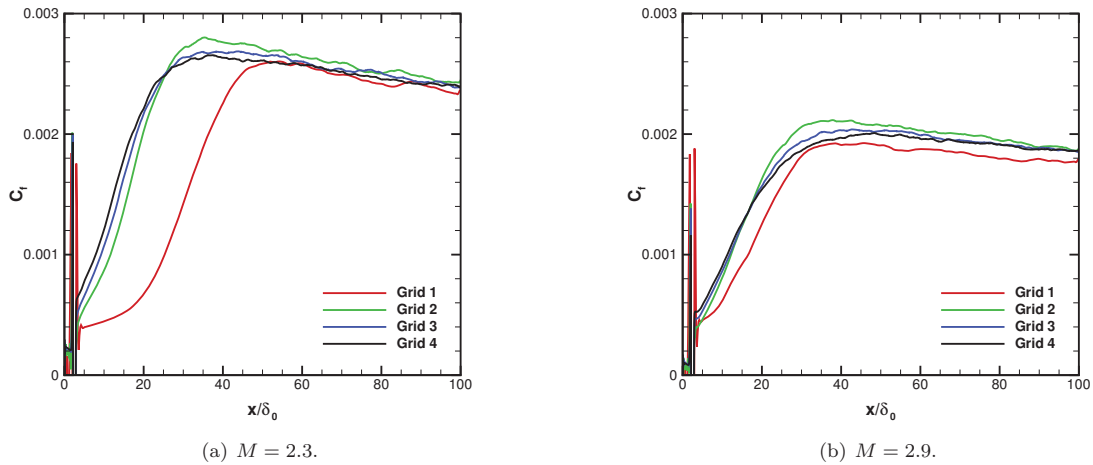 0.003
0.002
0.001
0
C_f
0 20 40 60 80 100
x/δ₀
Grid 1
Grid 2
Grid 3
Grid 4
(a) M = 2.3.
0.003
0.002
0.001
0
C_f
0 20 40 60 80 100
x/δ₀
Grid 1
Grid 2
Grid 3
Grid 4
(b) M = 2.9.